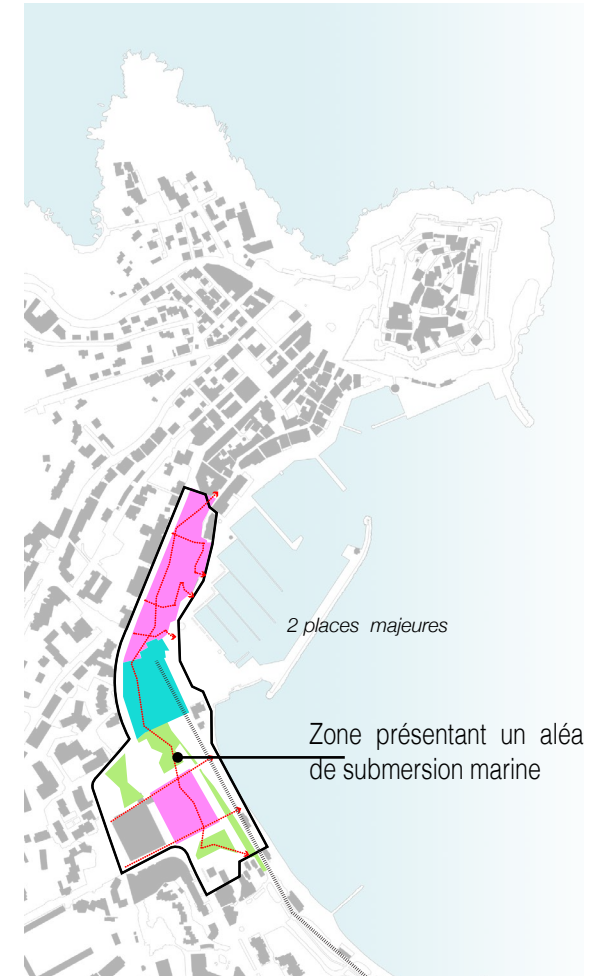 2 places majeures
Zone présentant un aléa
de submersion marine